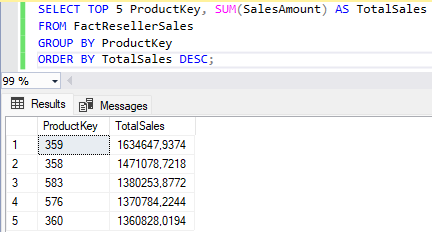 SELECT TOP 5 ProductKey, SUM(SalesAmount) AS TotalSales
FROM FactResellerSales
GROUP BY ProductKey
ORDER BY TotalSales DESC;
99 %
Results Messages
ProductKey TotalSales
1 359 1634647,9374
2 358 1471078,7218
3 583 1380253,8772
4 576 1370784,2244
5 360 1360828,0194